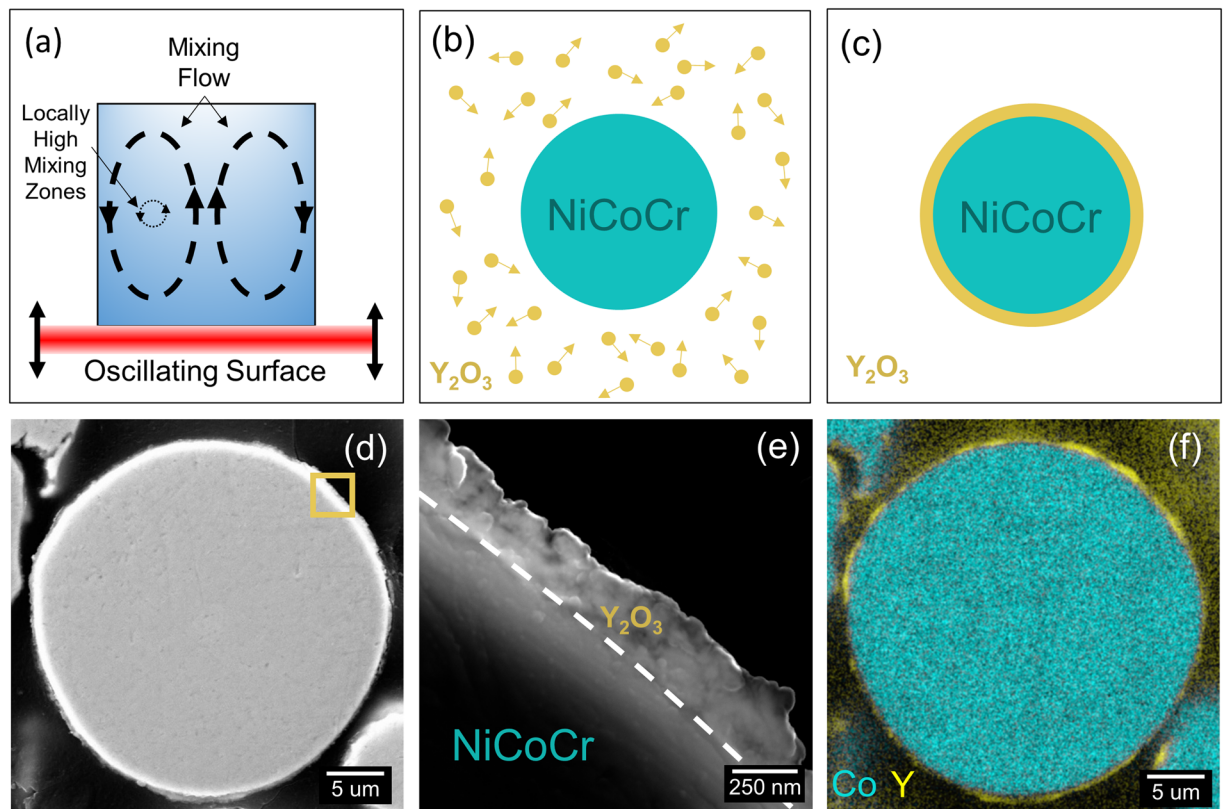 (a)
Mixing
Flow
Locally
High
Mixing
Zones
Oscillating Surface
(b)
NiCoCr
Y₂O₃
(c)
NiCoCr
Y₂O₃
(d)
5 um
(e)
Y₂O₃
NiCoCr
250 nm
(f)
Co Y
5 um